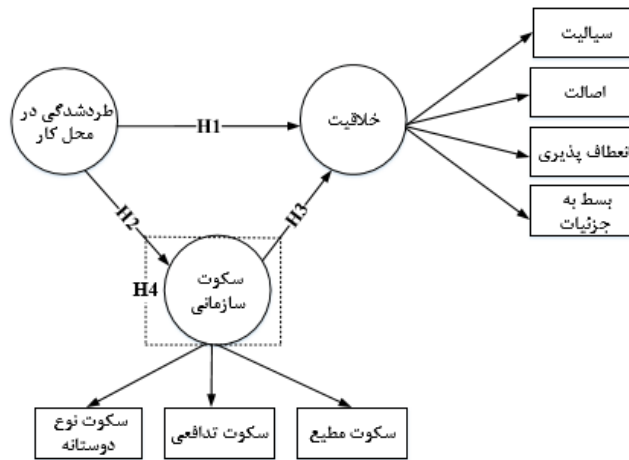 سیالیت
اصالت
انعطاف پذیری
بسط به
جزئیات
خلاقیت
طردشدگی در
محل کار
H1
H2
H3
H4
سکوت
سازمانی
سکوت مطیع
سکوت تدافعی
سکوت نوع
دوستانه